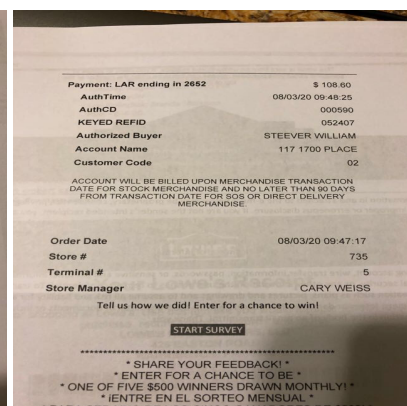 Payment: LAR ending in 2652 $ 108.60
AuthTime 08/03/20 09:48:25
AuthCD 000590
KEYED REFID 052407
Authorized Buyer STEEVER WILLIAM
Account Name 117 1700 PLACE
Customer Code 02
ACCOUNT WILL BE BILLED UPON MERCHANDISE TRANSACTION
DATE FOR STOCK MERCHANDISE AND NO LATER THAN 90 DAYS
FROM TRANSACTION DATE FOR SOS OR DIRECT DELIVERY
MERCHANDISE.
Order Date 08/03/20 09:47:17
Store # 735
Terminal # 5
Store Manager CARY WEISS
Tell us how we did! Enter for a chance to win!
START SURVEY
* SHARE YOUR FEEDBACK! *
* ENTER FOR A CHANCE TO BE *
* ONE OF FIVE $500 WINNERS DRAWN MONTHLY! *
* ¡ENTRE EN EL SORTEO MENSUAL *